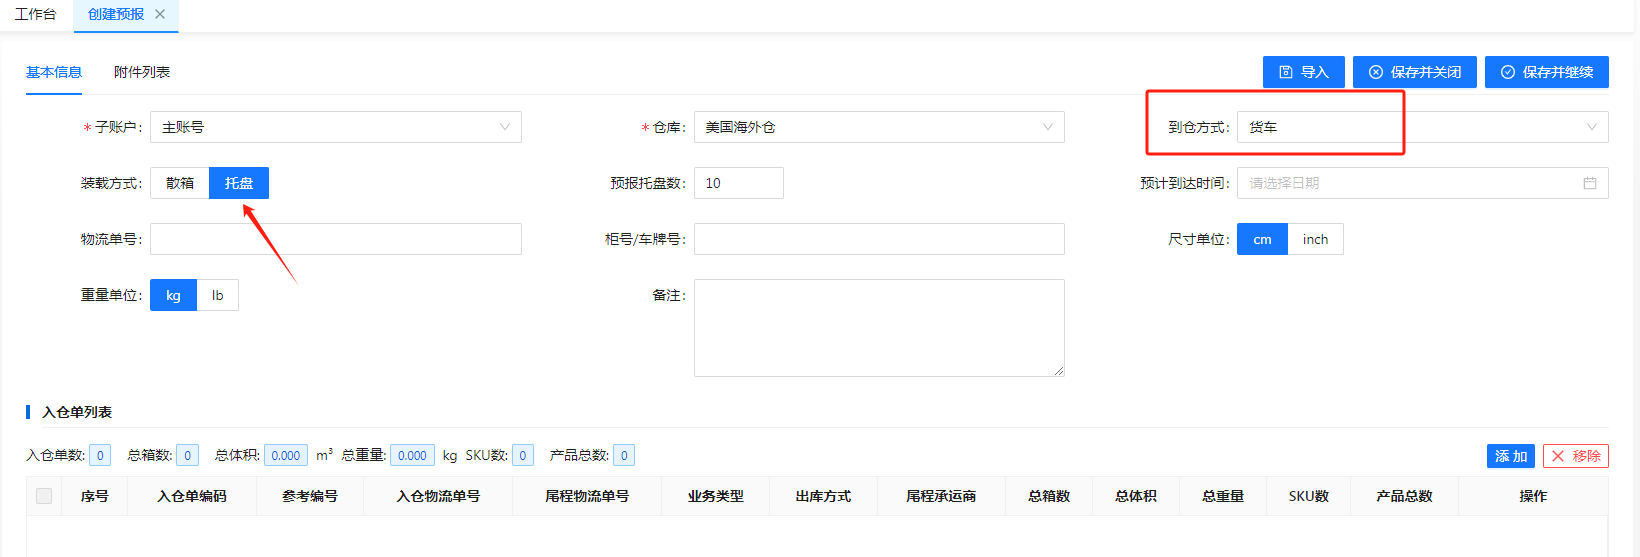 工作台 创建预报
基本信息 附件列表 导入 保存并关闭 保存并继续
*子账户: 主账号 *仓库: 美国海外仓 到仓方式: 货车
装载方式: 散箱 托盘 预报托盘数: 10 预计到达时间: 请选择日期
物流单号: 柜号/车牌号: 尺寸单位: cm inch
重量单位: kg lb 备注:
入仓单列表
入仓单数: 0 总箱数: 0 总体积: 0.000 m³ 总重量: 0.000 kg SKU数: 0 产品总数: 0 添加 移除
序号 入仓单编码 参考编号 入仓物流单号 尾程物流单号 业务类型 出库方式 尾程承运商 总箱数 总体积 总重量 SKU数 产品总数 操作